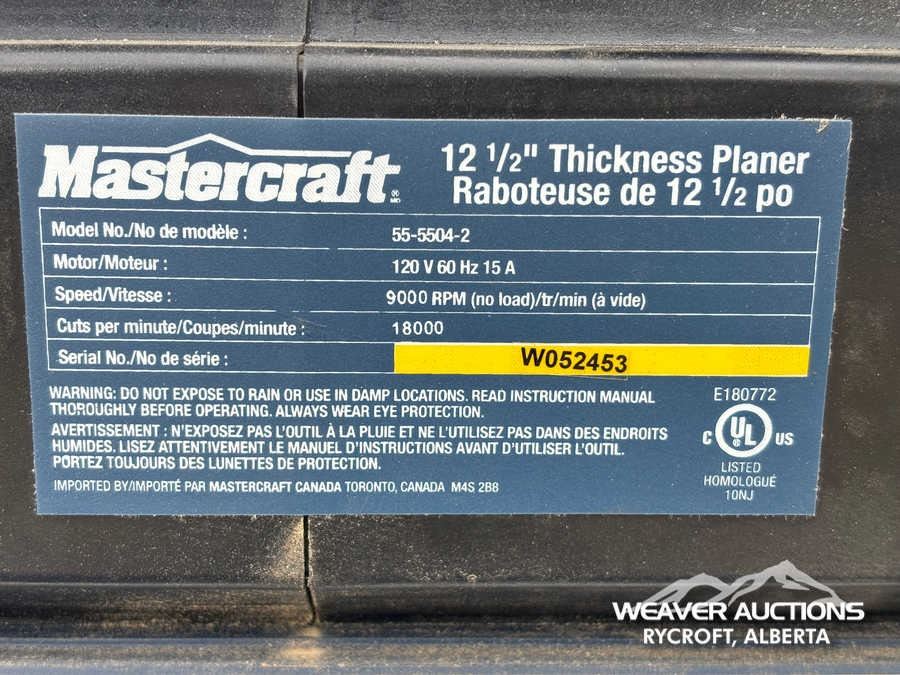 Mastercraft ® MD
12 1/2" Thickness Planer
Raboteuse de 12 1/2 po
Model No./No de modèle : 55-5504-2
Motor/Moteur : 120 V 60 Hz 15 A
Speed/Vitesse : 9000 RPM (no load)/tr/min (à vide)
Cuts per minute/Coupes/minute : 18000
Serial No./No de série : W052453
WARNING: DO NOT EXPOSE TO RAIN OR USE IN DAMP LOCATIONS. READ INSTRUCTION MANUAL
THOROUGHLY BEFORE OPERATING. ALWAYS WEAR EYE PROTECTION.
AVERTISSEMENT : N'EXPOSEZ PAS L'OUTIL À LA PLUIE ET NE L'UTILISEZ PAS DANS DES ENDROITS
HUMIDES. LISEZ ATTENTIVEMENT LE MANUEL D'INSTRUCTIONS AVANT D'UTILISER L'OUTIL.
PORTEZ TOUJOURS DES LUNETTES DE PROTECTION.
IMPORTED BY/IMPORTÉ PAR MASTERCRAFT CANADA TORONTO, CANADA M4S 2B8
E180772
C UL US
LISTED
HOMOLOGUÉ
10NJ
WEAVER AUCTIONS
RYCROFT, ALBERTA